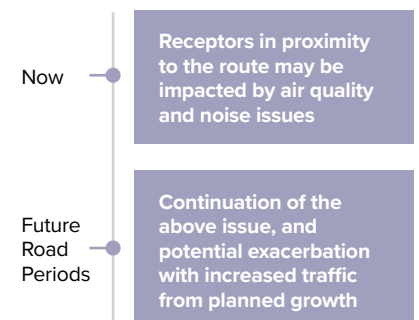 Now
Receptors in proximity
to the route may be
impacted by air quality
and noise issues
Future
Road
Periods
Continuation of the
above issue, and
potential exacerbation
with increased traffic
from planned growth